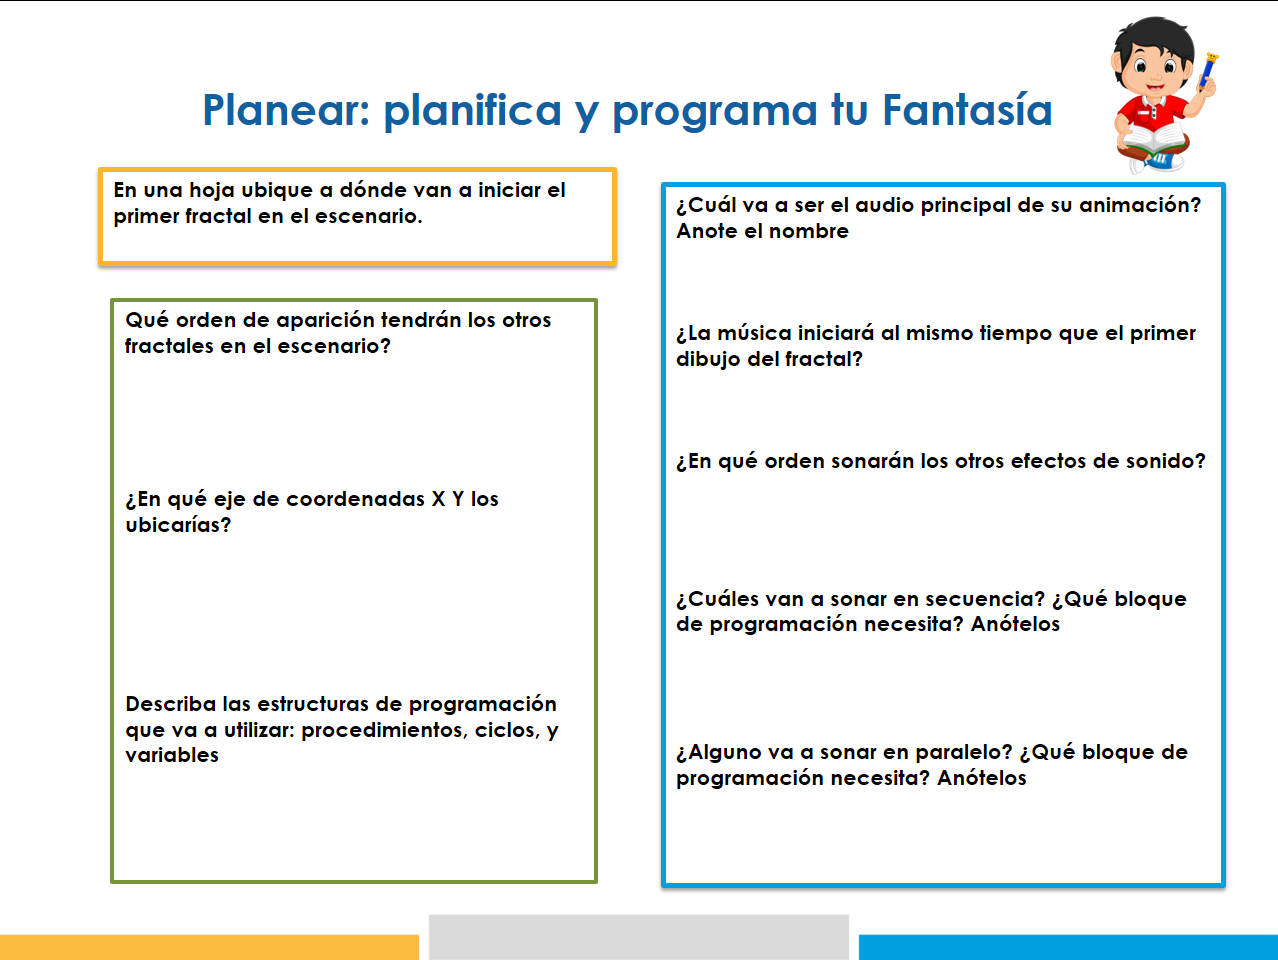 Planear: planifica y programa tu Fantasía
En una hoja ubique a dónde van a iniciar el
primer fractal en el escenario.
Qué orden de aparición tendrán los otros
fractales en el escenario?
¿En qué eje de coordenadas X Y los
ubicarías?
Describa las estructuras de programación
que va a utilizar: procedimientos, ciclos, y
variables
¿Cuál va a ser el audio principal de su animación?
Anote el nombre
¿La música iniciará al mismo tiempo que el primer
dibujo del fractal?
¿En qué orden sonarán los otros efectos de sonido?
¿Cuáles van a sonar en secuencia? ¿Qué bloque
de programación necesita? Anótelos
¿Alguno va a sonar en paralelo? ¿Qué bloque de
programación necesita? Anótelos